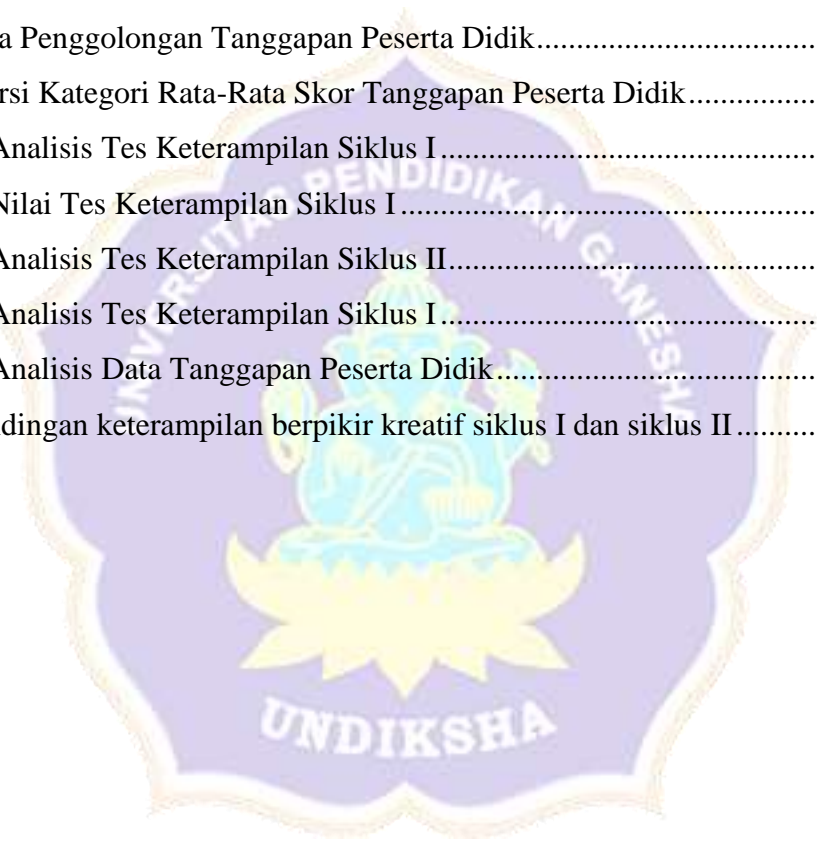 a Penggolongan Tanggapan Peserta Didik..................................
rsi Kategori Rata-Rata Skor Tanggapan Peserta Didik................
Analisis Tes Keterampilan Siklus I..............................................
Nilai Tes Keterampilan Siklus I...................................................
Analisis Tes Keterampilan Siklus II.............................................
Analisis Tes Keterampilan Siklus I..............................................
Analisis Data Tanggapan Peserta Didik.......................................
dingan keterampilan berpikir kreatif siklus I dan siklus II..........
UNIVERSITAS PENDIDIKAN GANESHA
UNDIKSHA